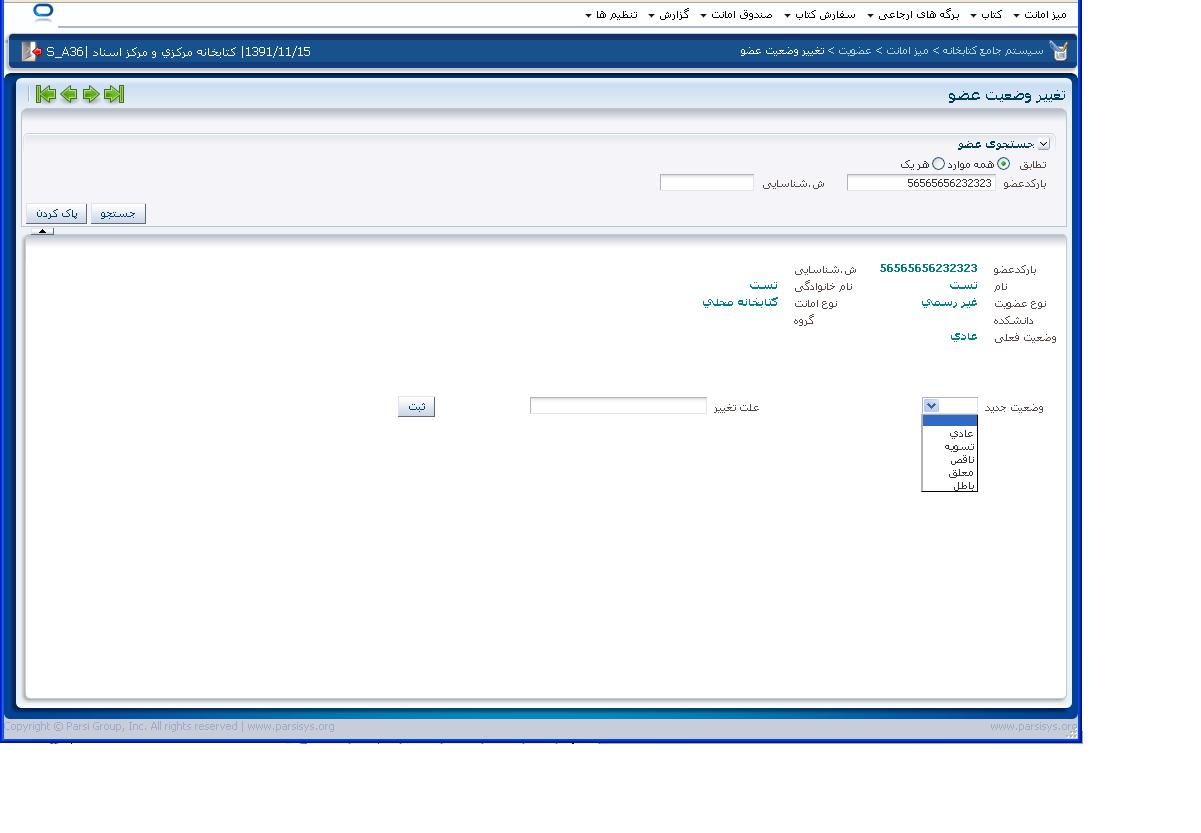 میز امانت کتاب برگه های ارجاعی سفارش کتاب صندوق امانت گزارش تنظیم ها
سیستم جامع کتابخانه > میز امانت > عضویت > تغییر وضعیت عضو 1391/11/15| کتابخانه مرکزي و مرکز اسناد |S_A36
تغییر وضعیت عضو
جستجوی عضو
تطابق همه موارد هر یک
بارکدعضو 56565656232323 ش.شناسایی
جستجو پاک کردن
بارکدعضو 56565656232323 ش.شناسایی
نام تست نام خانوادگی تست
نوع عضویت غیر رسمي نوع امانت کتابخانه محلي
دانشکده گروه
وضعیت فعلی عادي
وضعیت جدید علت تغییر ثبت
عادي
تسویه
ناقص
معلق
باطل
Copyright © Parsi Group, Inc. All rights reserved | www.parsisys.org www.parsisys.org